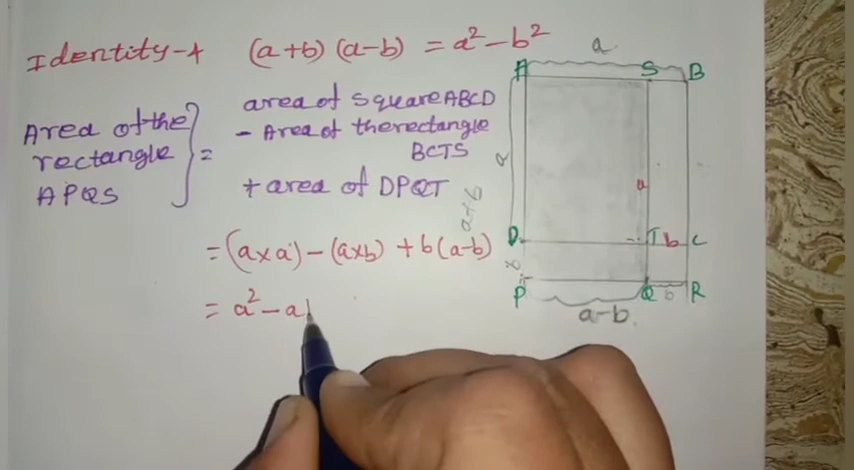 Identity-4 (a+b) (a-b) = a² - b²
Area of the rectangle APQS } = area of square ABCD
- Area of the rectangle BCTS
+ area of DPQT
= (a×a) - (a×b) + b(a-b)
= a² - ab
a
A S B
a
a
a+b
D T b C
b
P Q b R
a-b